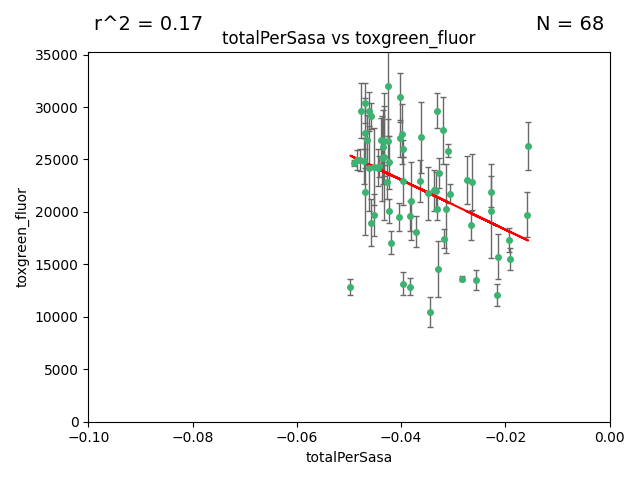 r^2 = 0.17
N = 68
totalPerSasa vs toxgreen_fluor
35000
30000
25000
20000
15000
10000
5000
0
toxgreen_fluor
−0.10
−0.08
−0.06
−0.04
−0.02
0.00
totalPerSasa